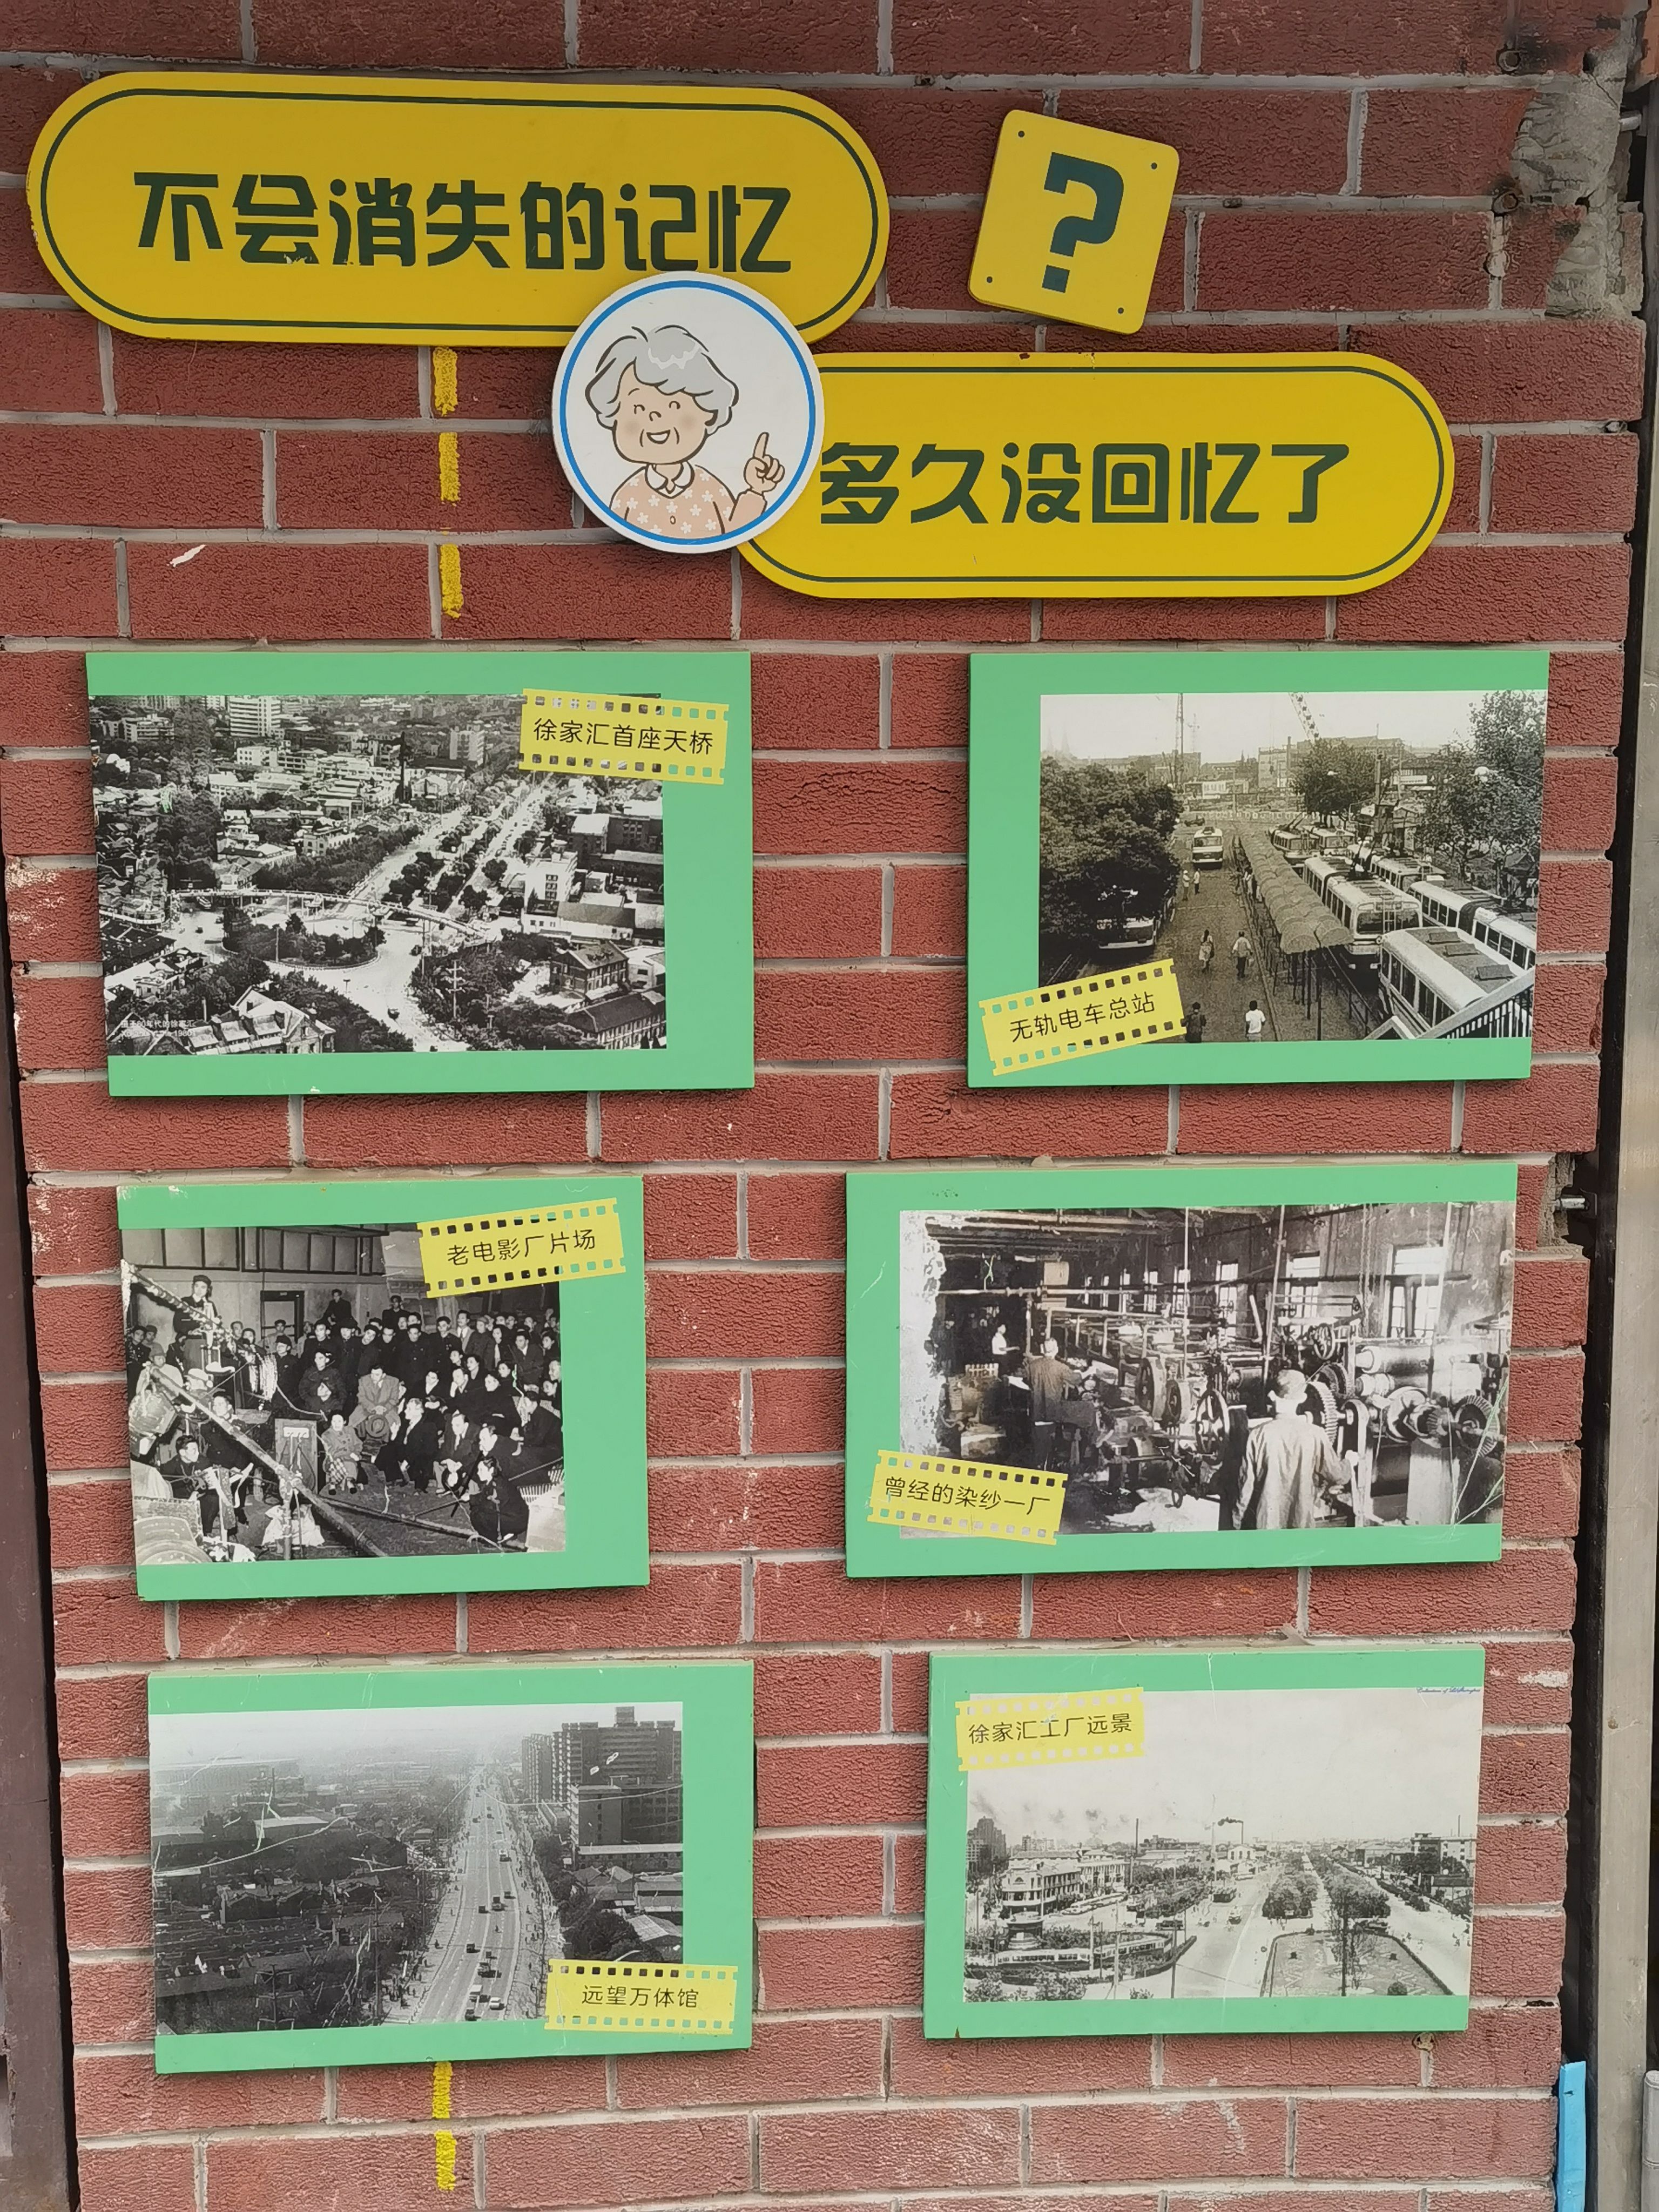 不会消失的记忆
?
多久没回忆了
徐家汇首座天桥
无轨电车总站
老电影厂片场
曾经的染纱一厂
远望万体馆
徐家汇工厂远景